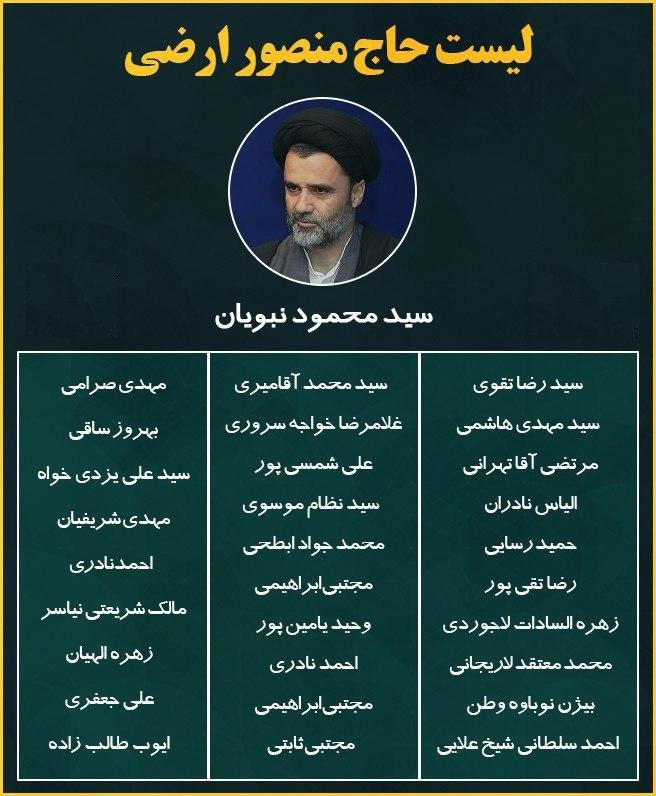 لیست حاج منصور ارضی
سید محمود نبویان
سید رضا تقوی
سید مهدی هاشمی
مرتضی آقا تهرانی
الیاس نادران
حمید رسایی
رضا تقی پور
زهره السادات لاجوردی
محمد معتقد لاریجانی
بیژن نوباوه وطن
احمد سلطانی شیخ علایی
سید محمد آقامیری
غلامرضا خواجه سروری
علی شمسی پور
سید نظام موسوی
محمد جواد ابطحی
مجتبی ابراهیمی
وحید یامین پور
احمد نادری
مجتبی ابراهیمی
مجتبی ثابتی
مهدی صرامی
بهروز ساقی
سید علی یزدی خواه
مهدی شریفیان
احمد نادری
مالک شریعتی نیاسر
زهره الهیان
علی جعفری
ایوب طالب زاده